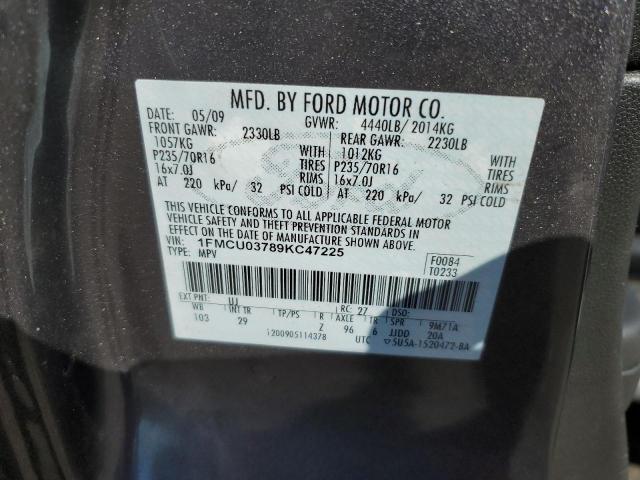 MFD. BY FORD MOTOR CO.
DATE: 05/09 GVWR: 4440LB/ 2014KG
FRONT GAWR: 2330LB REAR GAWR: 2230LB
1057KG WITH 1012KG WITH
P235/70R16 TIRES P235/70R16 TIRES
16x7.0J RIMS 16x7.0J RIMS
AT 220 kPa/ 32 PSI COLD AT 220 kPa/ 32 PSI COLD
THIS VEHICLE CONFORMS TO ALL APPLICABLE FEDERAL MOTOR
VEHICLE SAFETY AND THEFT PREVENTION STANDARDS IN
EFFECT ON THE DATE OF MANUFACTURE SHOWN ABOVE.
VIN: 1FMCU03789KC47225
TYPE: MPV
F0084
T0233
EXT PNT: UJ RC: 27 DSO:
WB INT TR TP/PS R AXLE TR SPR 9M71A
103 29 Z 96 6 JJDD 20A
1200905114378 UTC 5U5A-1520472-BA
Ford